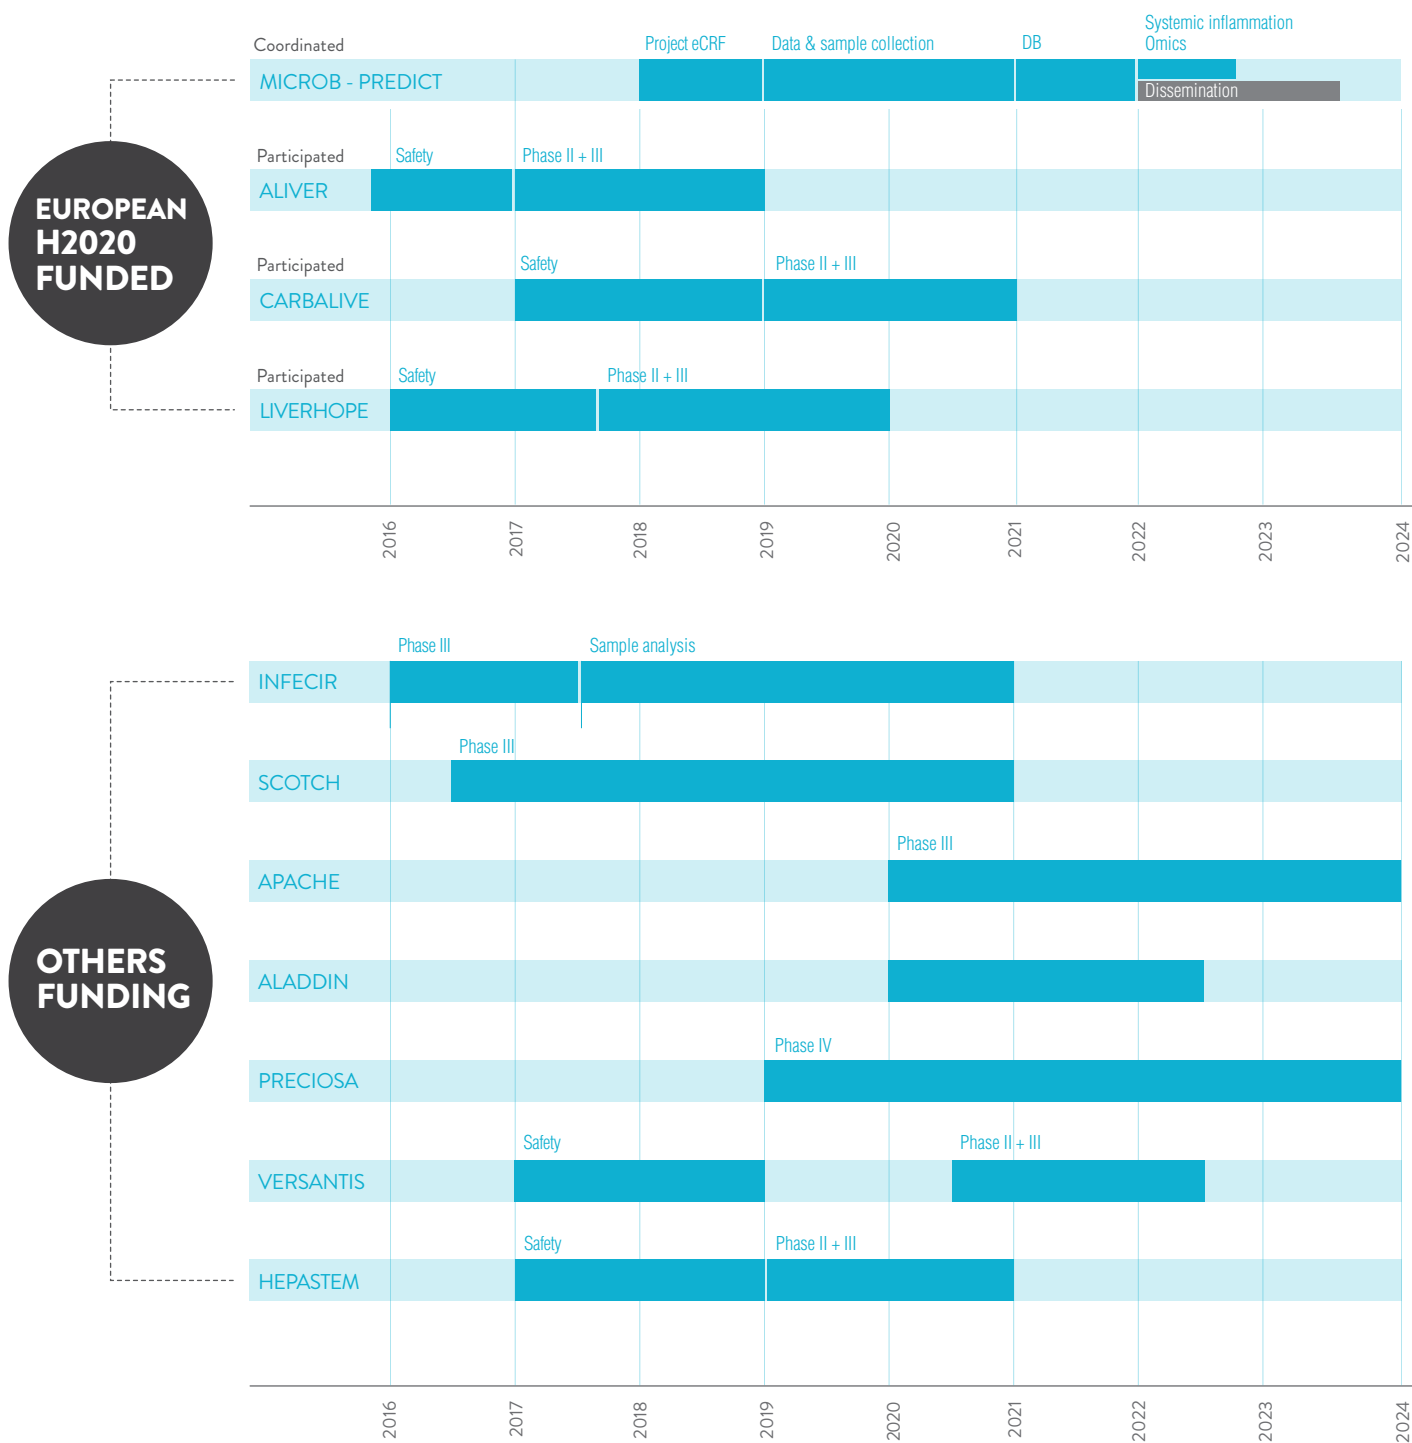 Coordinated
Project eCRF
Data & sample collection
DB
Systemic inflammation
Omics
MICROB - PREDICT
Dissemination
Participated
Safety
Phase II + III
ALIVER
EUROPEAN
H2020
FUNDED
Participated
Safety
Phase II + III
CARBALIVE
Participated
Safety
Phase II + III
LIVERHOPE
2016
2017
2018
2019
2020
2021
2022
2023
2024
Phase III
Sample analysis
INFECIR
Phase III
SCOTCH
Phase III
APACHE
OTHERS
FUNDING
ALADDIN
Phase IV
PRECIOSA
Safety
Phase II + III
VERSANTIS
Safety
Phase II + III
HEPASTEM
2016
2017
2018
2019
2020
2021
2022
2023
2024